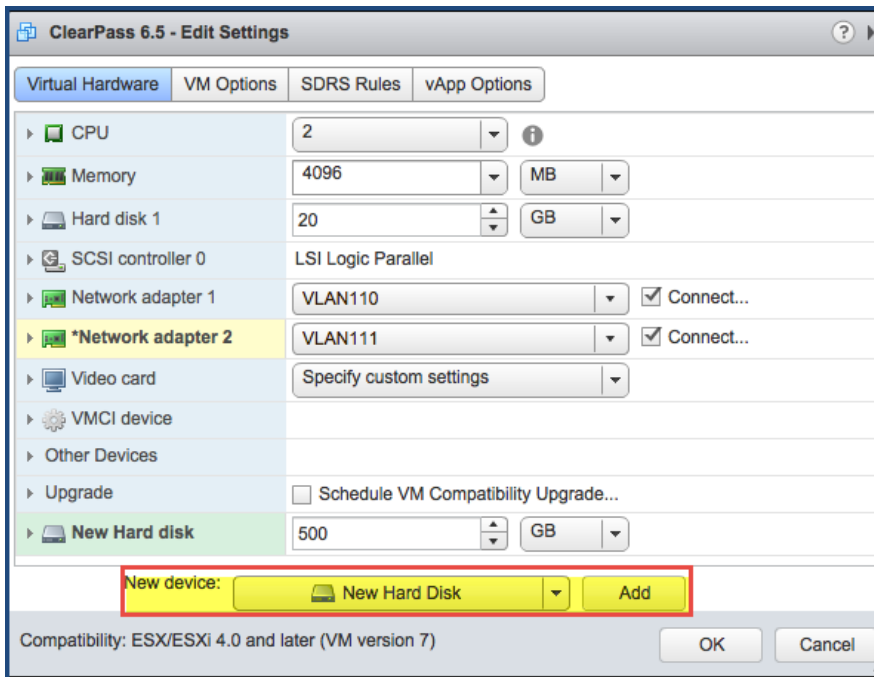 ClearPass 6.5 - Edit Settings ?
Virtual Hardware VM Options SDRS Rules vApp Options
CPU 2
Memory 4096 MB
Hard disk 1 20 GB
SCSI controller 0 LSI Logic Parallel
Network adapter 1 VLAN110 Connect...
*Network adapter 2 VLAN111 Connect...
Video card Specify custom settings
VMCI device
Other Devices
Upgrade Schedule VM Compatibility Upgrade...
New Hard disk 500 GB
New device: New Hard Disk Add
Compatibility: ESX/ESXi 4.0 and later (VM version 7) OK Cancel